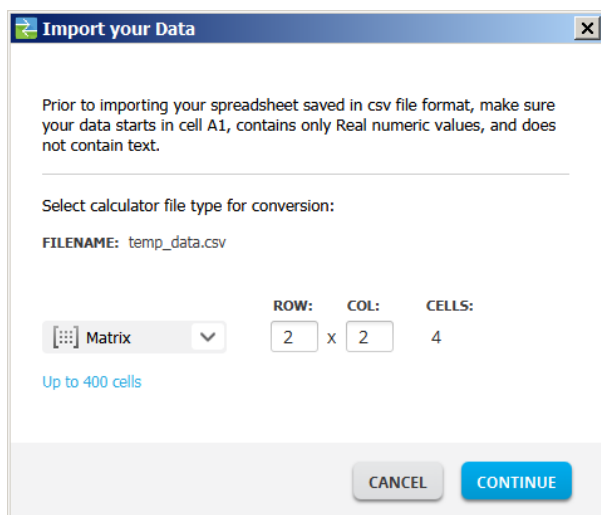 Import your Data
Prior to importing your spreadsheet saved in csv file format, make sure
your data starts in cell A1, contains only Real numeric values, and does
not contain text.
Select calculator file type for conversion:
FILENAME: temp_data.csv
ROW: COL: CELLS:
Matrix 2 x 2 4
Up to 400 cells
CANCEL CONTINUE